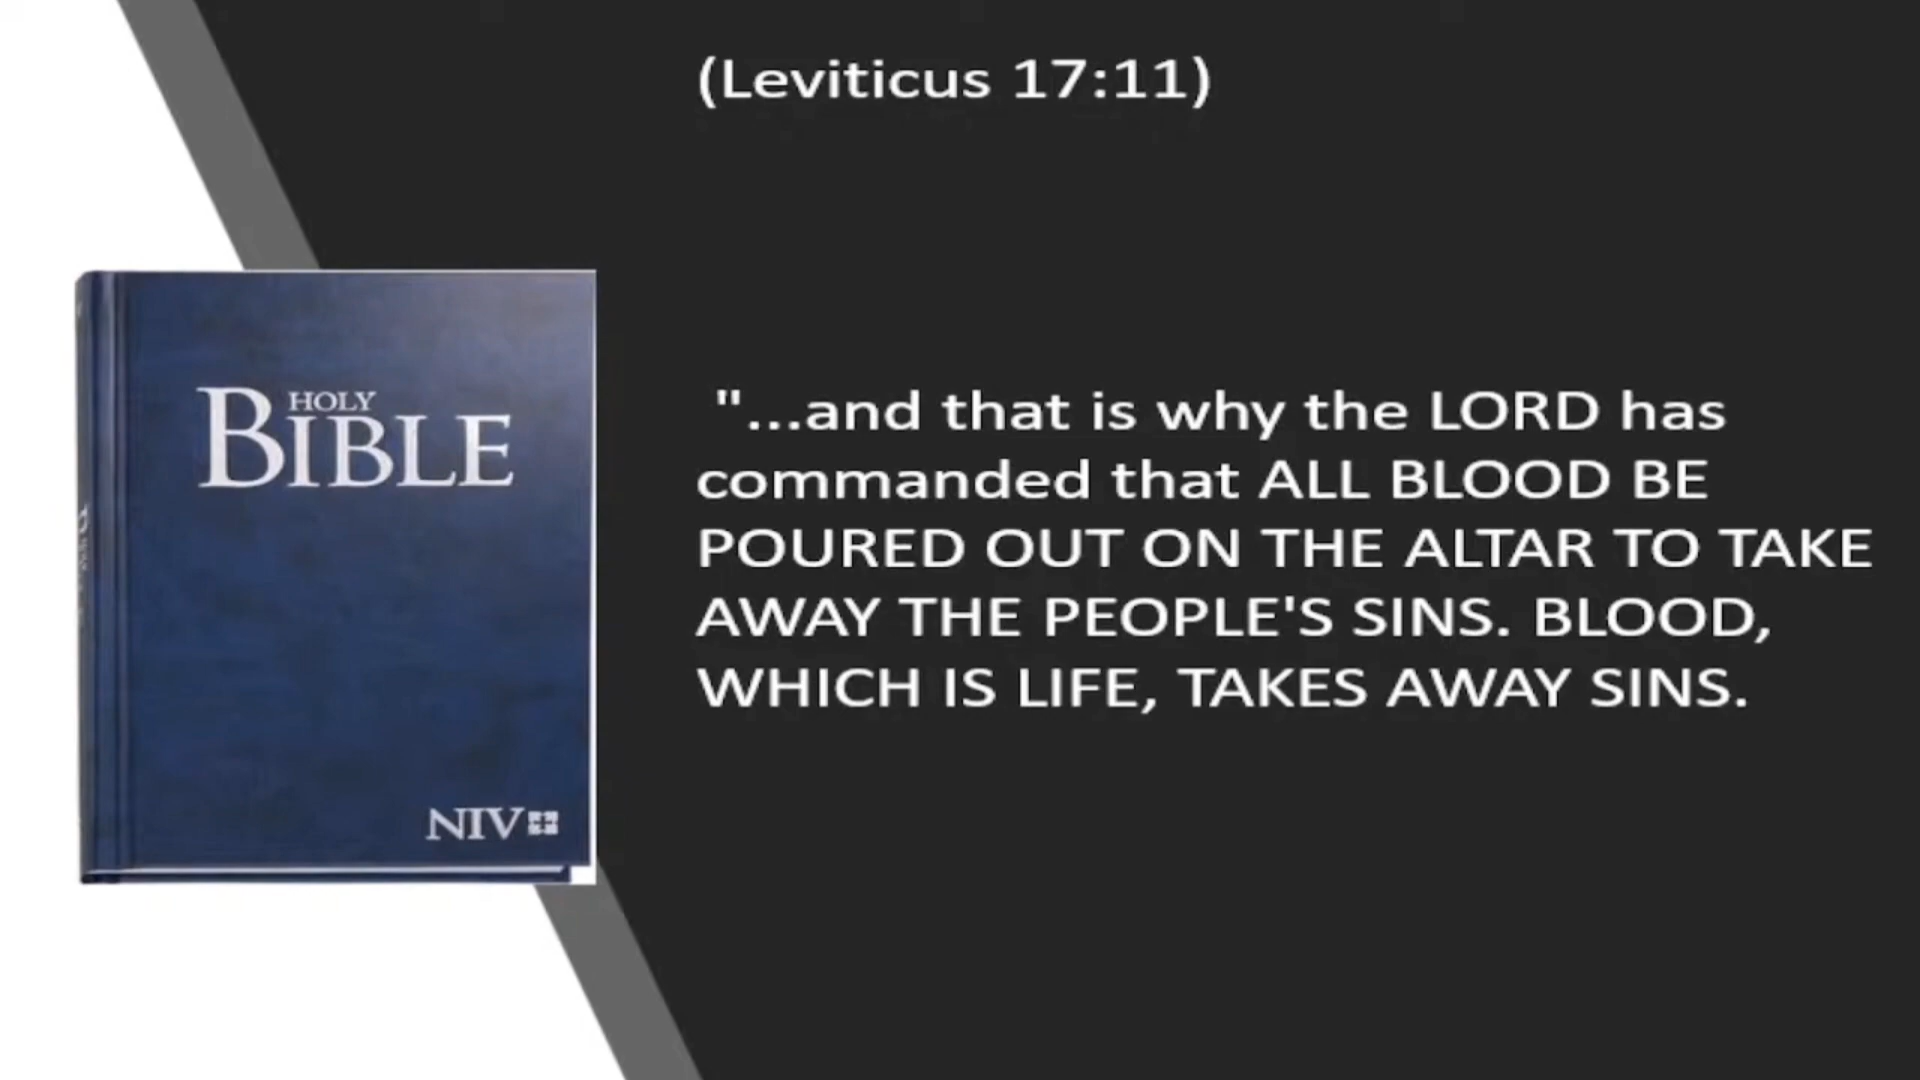 (Leviticus 17:11)
HOLY
BIBLE
NIV
"...and that is why the LORD has
commanded that ALL BLOOD BE
POURED OUT ON THE ALTAR TO TAKE
AWAY THE PEOPLE'S SINS. BLOOD,
WHICH IS LIFE, TAKES AWAY SINS.